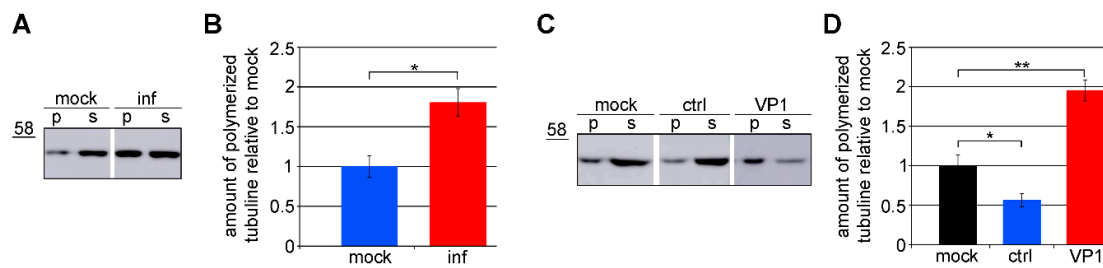 A
mock inf
p s p s
58
B
amount of polymerized
tubuline relative to mock
2.5
2
1.5
1
0.5
0
*
mock inf
C
mock ctrl VP1
p s p s p s
58
D
amount of polymerized
tubuline relative to mock
2.5
2
1.5
1
0.5
0
**
*
mock ctrl VP1